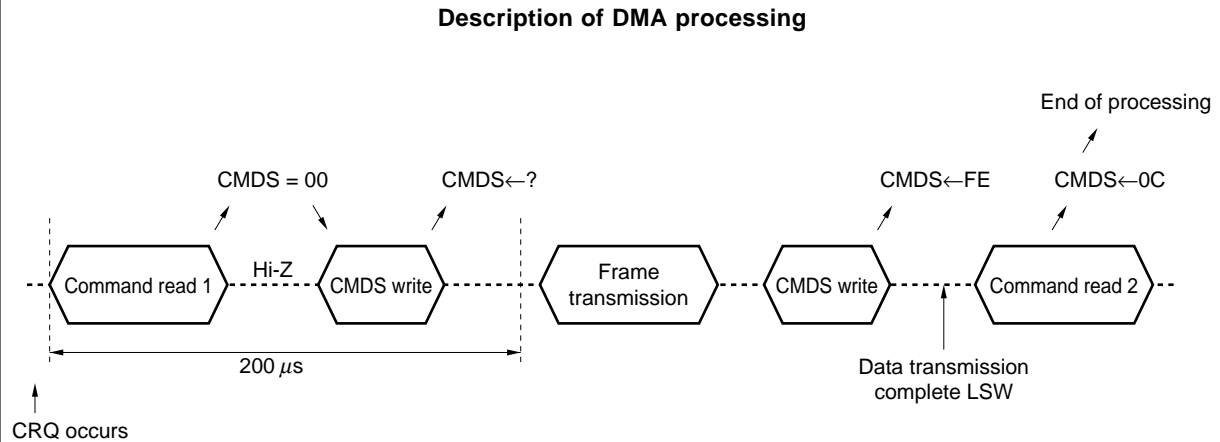 Description of DMA processing
End of processing
CMDS = 00
CMDS←?
CMDS←FE
CMDS←0C
Command read 1
Hi-Z
CMDS write
Frame
transmission
CMDS write
Command read 2
200 μs
Data transmission
complete LSW
CRQ occurs